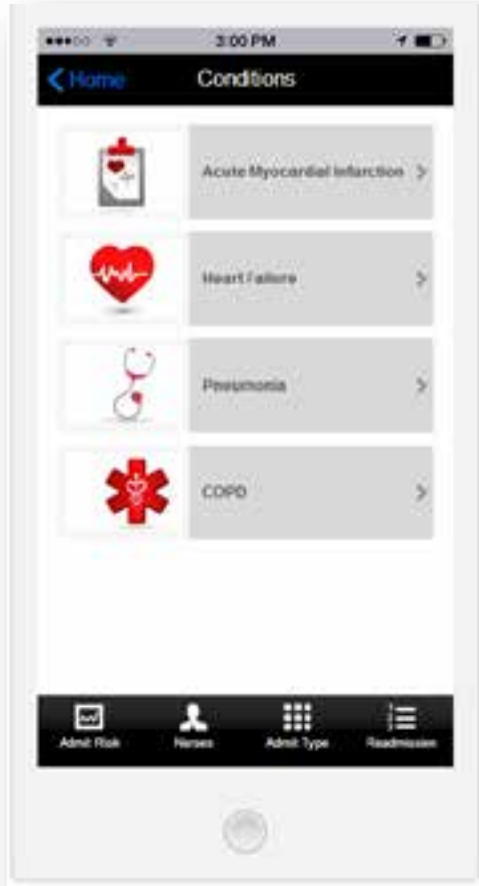 3:00 PM
Home
Conditions
Acute Myocardial Infarction
Heart Failure
Pneumonia
COPD
Admit Risk
Nurses
Admit Type
Readmission